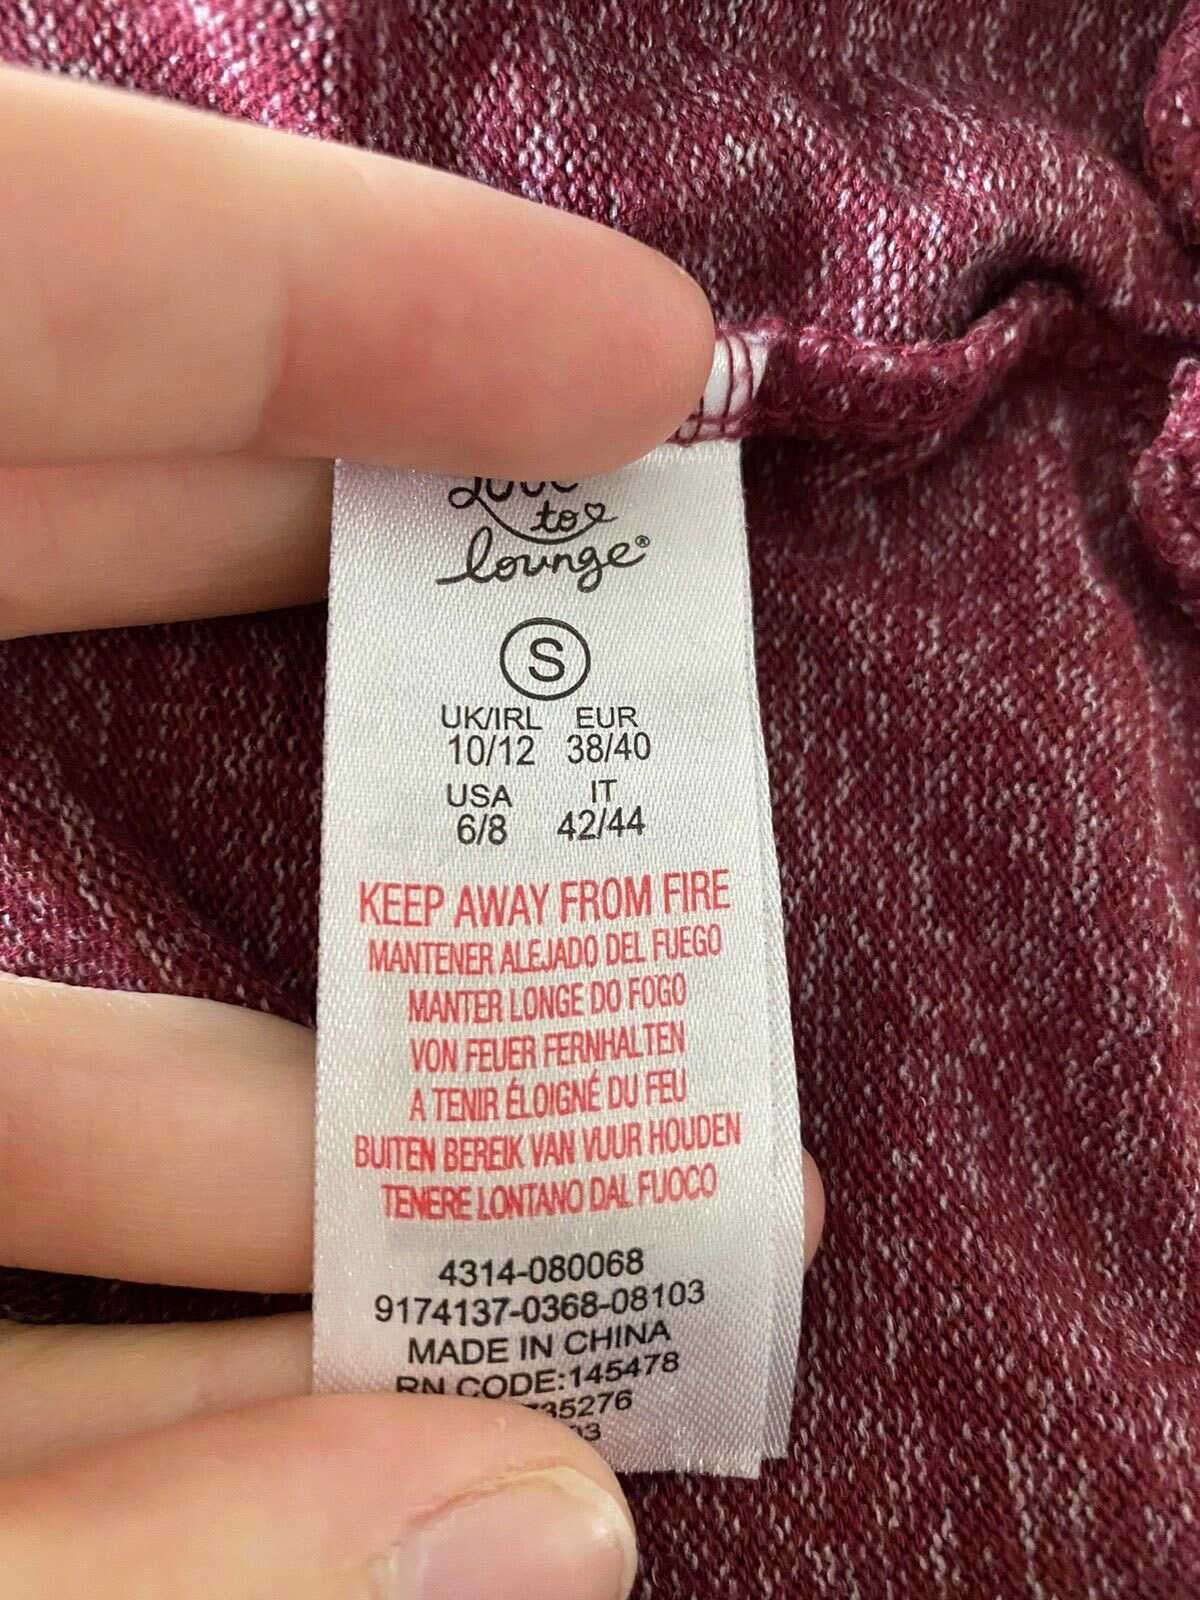 Love
to
lounge®
S
UK/IRL EUR
10/12 38/40
USA IT
6/8 42/44
KEEP AWAY FROM FIRE
MANTENER ALEJADO DEL FUEGO
MANTER LONGE DO FOGO
VON FEUER FERNHALTEN
A TENIR ÉLOIGNÉ DU FEU
BUITEN BEREIK VAN VUUR HOUDEN
TENERE LONTANO DAL FUOCO
4314-080068
9174137-0368-08103
MADE IN CHINA
RN CODE:145478